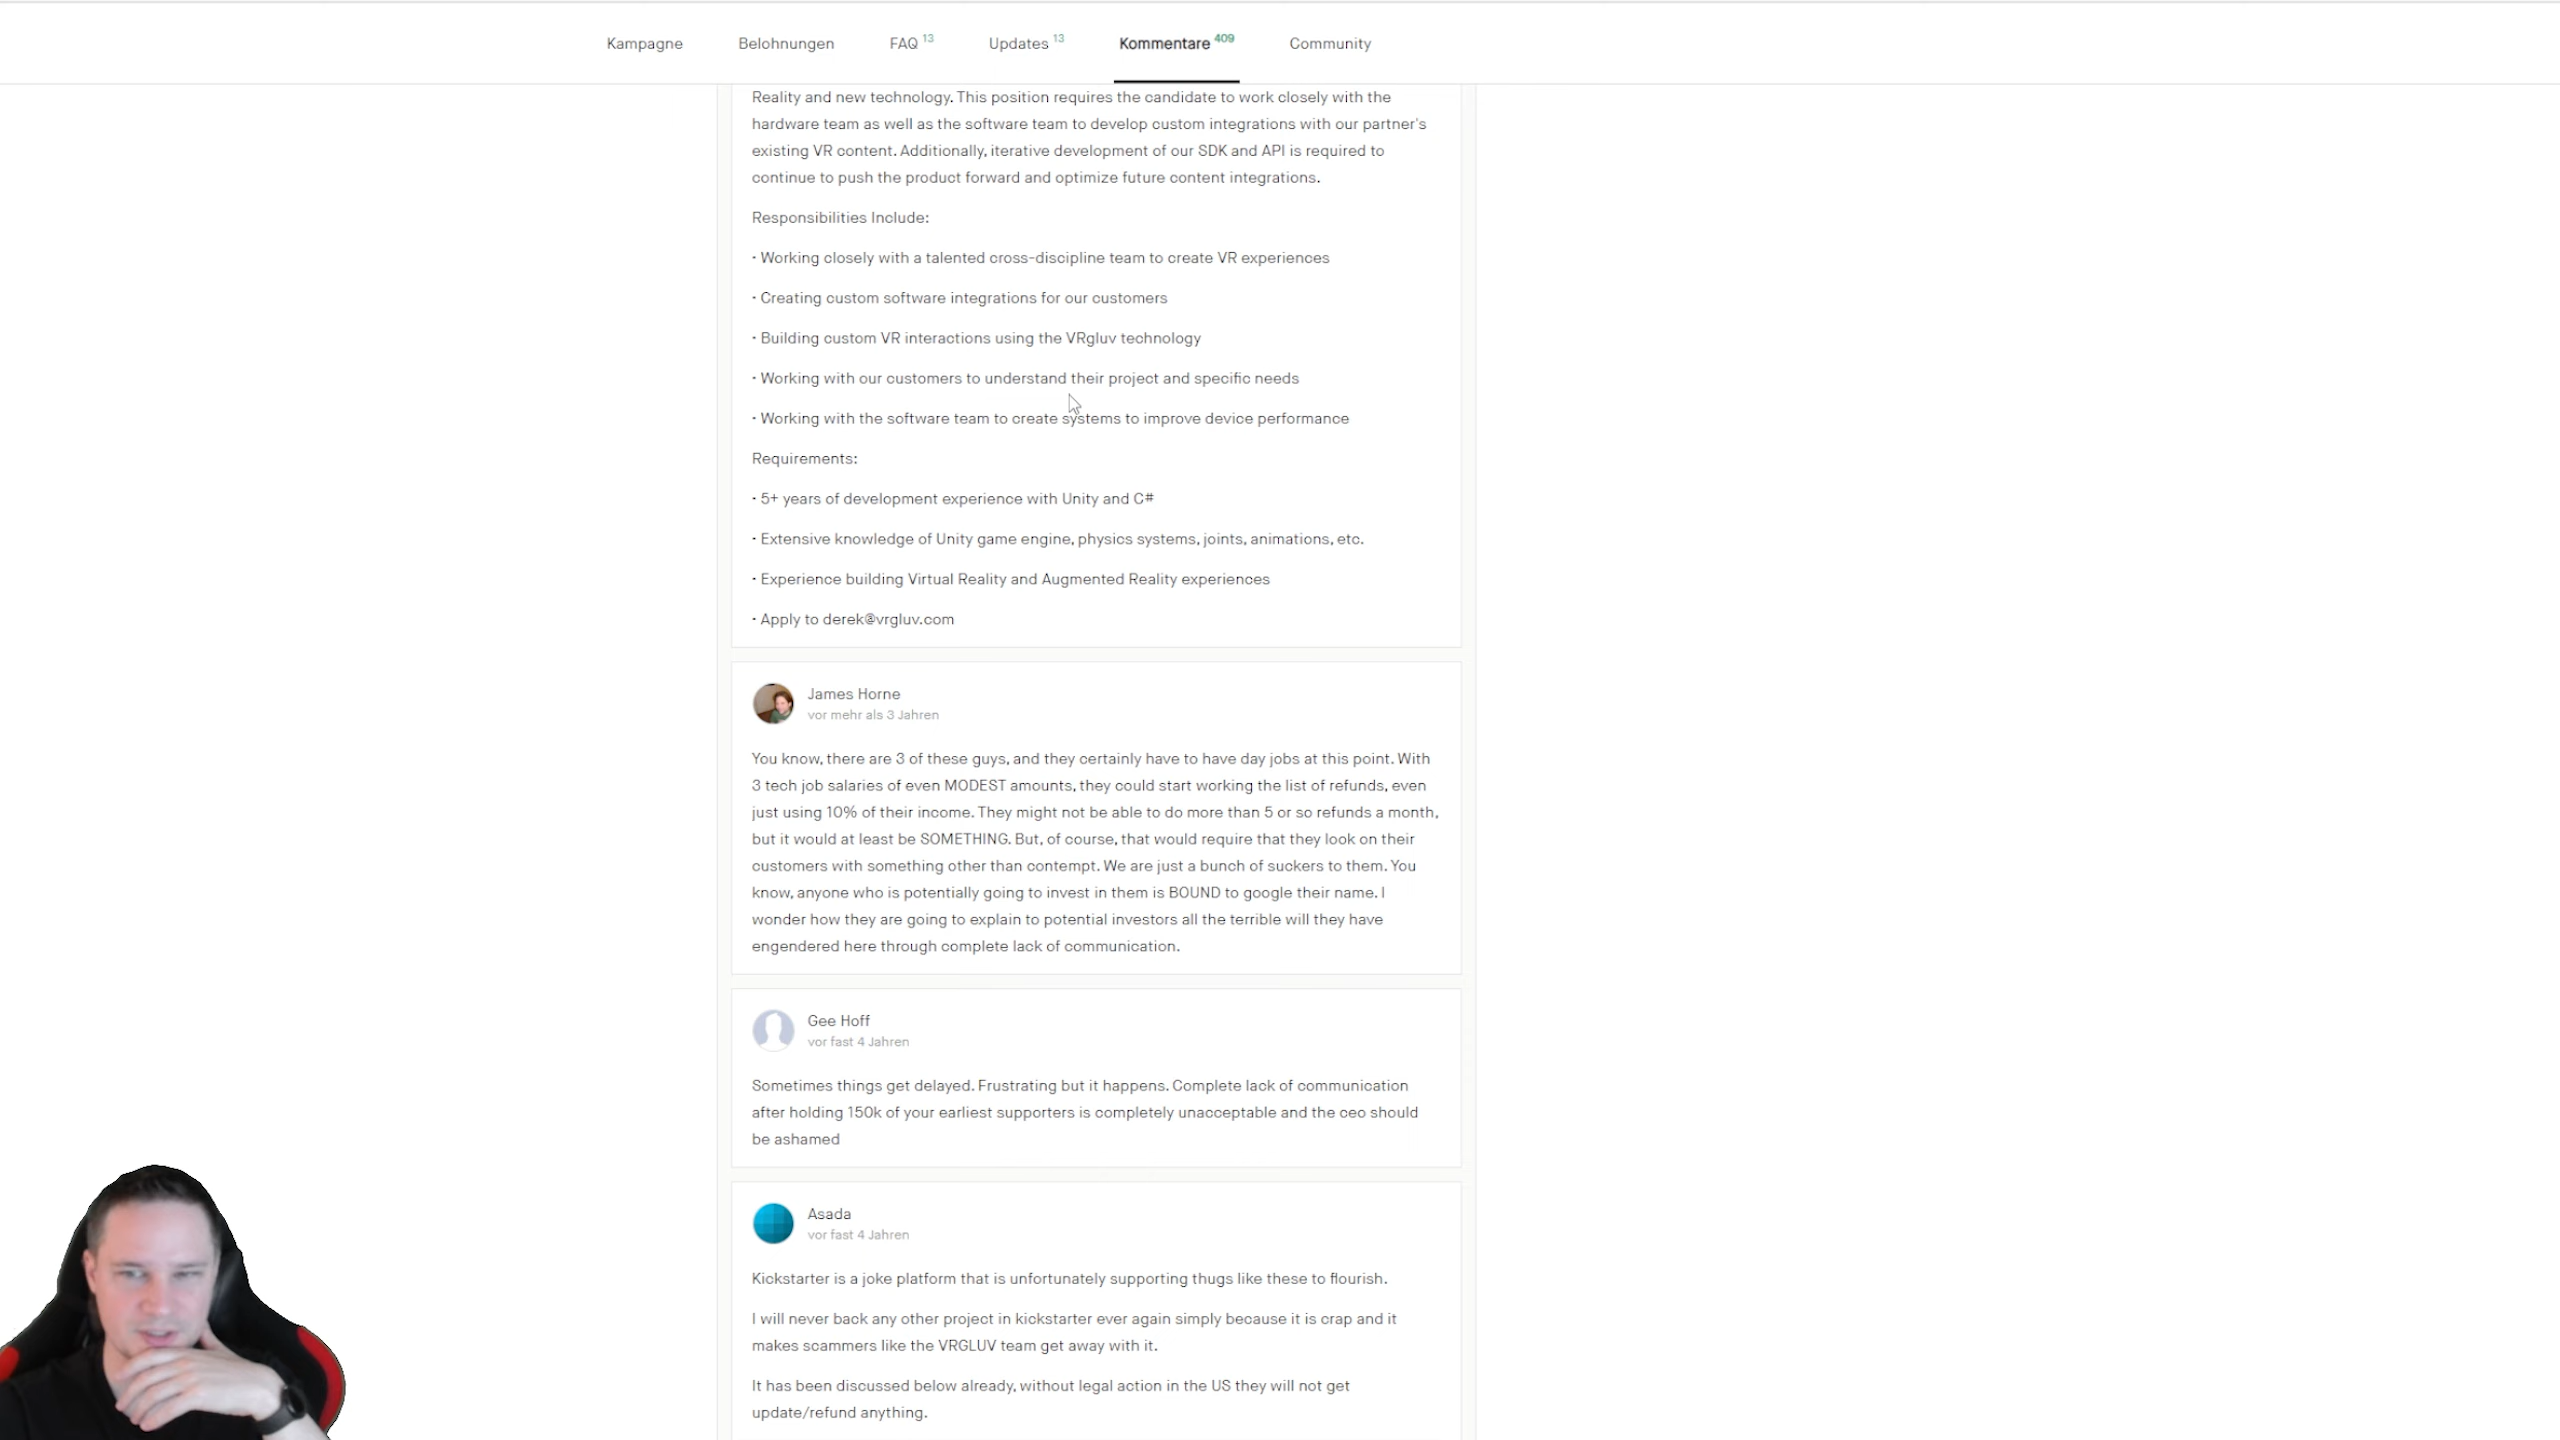 Kampagne
Belohnungen
FAQ 13
Updates 13
Kommentare 409
Community
Reality and new technology. This position requires the candidate to work closely with the
hardware team as well as the software team to develop custom integrations with our partner's
existing VR content. Additionally, iterative development of our SDK and API is required to
continue to push the product forward and optimize future content integrations.
Responsibilities Include:
· Working closely with a talented cross-discipline team to create VR experiences
· Creating custom software integrations for our customers
· Building custom VR interactions using the VRgluv technology
· Working with our customers to understand their project and specific needs
· Working with the software team to create systems to improve device performance
Requirements:
· 5+ years of development experience with Unity and C#
· Extensive knowledge of Unity game engine, physics systems, joints, animations, etc.
· Experience building Virtual Reality and Augmented Reality experiences
· Apply to derek@vrgluv.com
James Horne
vor mehr als 3 Jahren
You know, there are 3 of these guys, and they certainly have to have day jobs at this point. With
3 tech job salaries of even MODEST amounts, they could start working the list of refunds, even
just using 10% of their income. They might not be able to do more than 5 or so refunds a month,
but it would at least be SOMETHING. But, of course, that would require that they look on their
customers with something other than contempt. We are just a bunch of suckers to them. You
know, anyone who is potentially going to invest in them is BOUND to google their name. I
wonder how they are going to explain to potential investors all the terrible will they have
engendered here through complete lack of communication.
Gee Hoff
vor fast 4 Jahren
Sometimes things get delayed. Frustrating but it happens. Complete lack of communication
after holding 150k of your earliest supporters is completely unacceptable and the ceo should
be ashamed
Asada
vor fast 4 Jahren
Kickstarter is a joke platform that is unfortunately supporting thugs like these to flourish.
I will never back any other project in kickstarter ever again simply because it is crap and it
makes scammers like the VRGLUV team get away with it.
It has been discussed below already, without legal action in the US they will not get
update/refund anything.